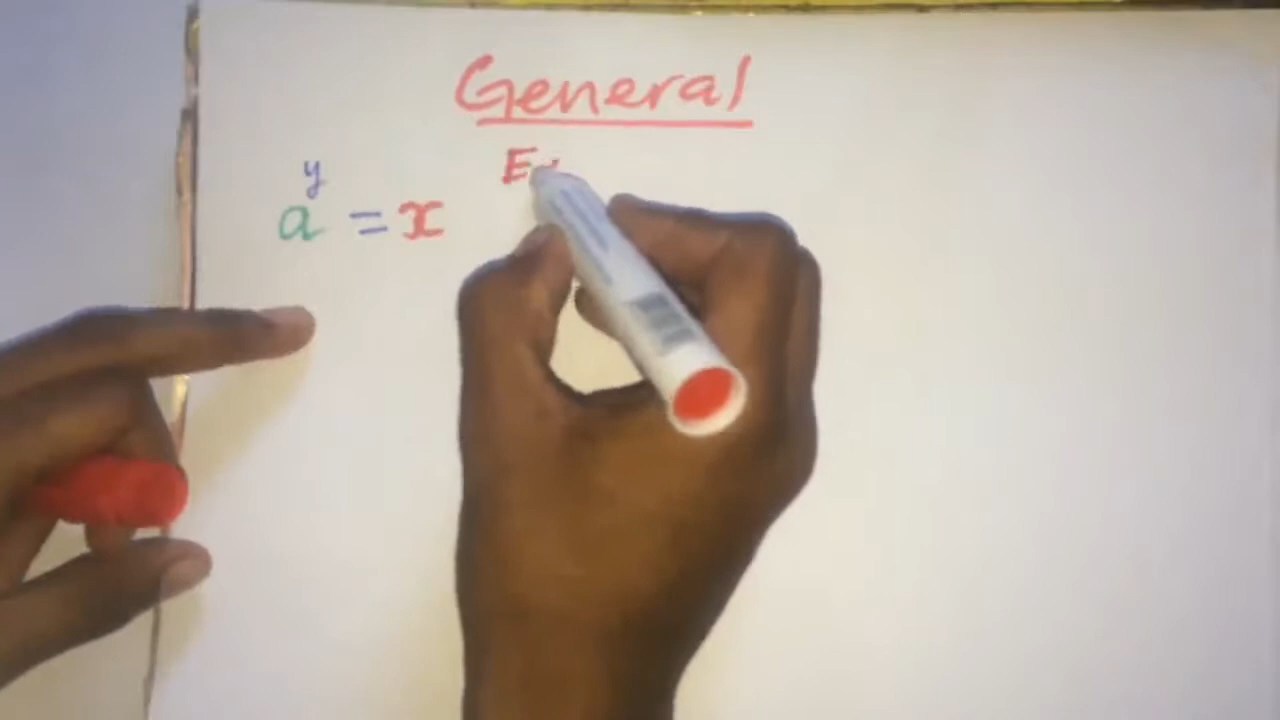 General
a^y = x